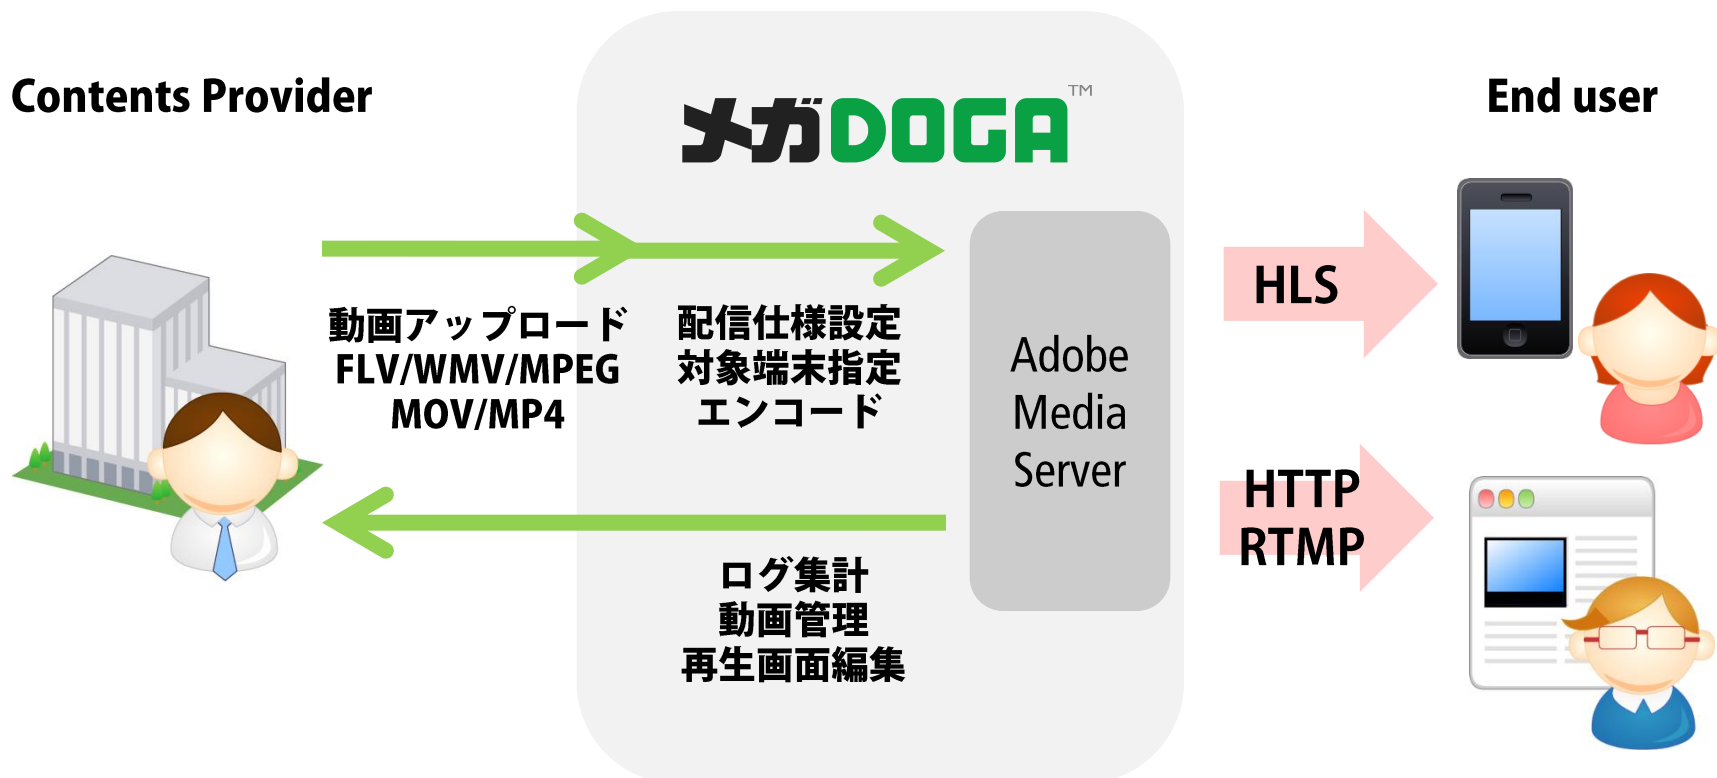 Contents Provider
メガDOGA™
End user
動画アップロード
FLV/WMV/MPEG
MOV/MP4
配信仕様設定
対象端末指定
エンコード
Adobe
Media
Server
HLS
HTTP
RTMP
ログ集計
動画管理
再生画面編集